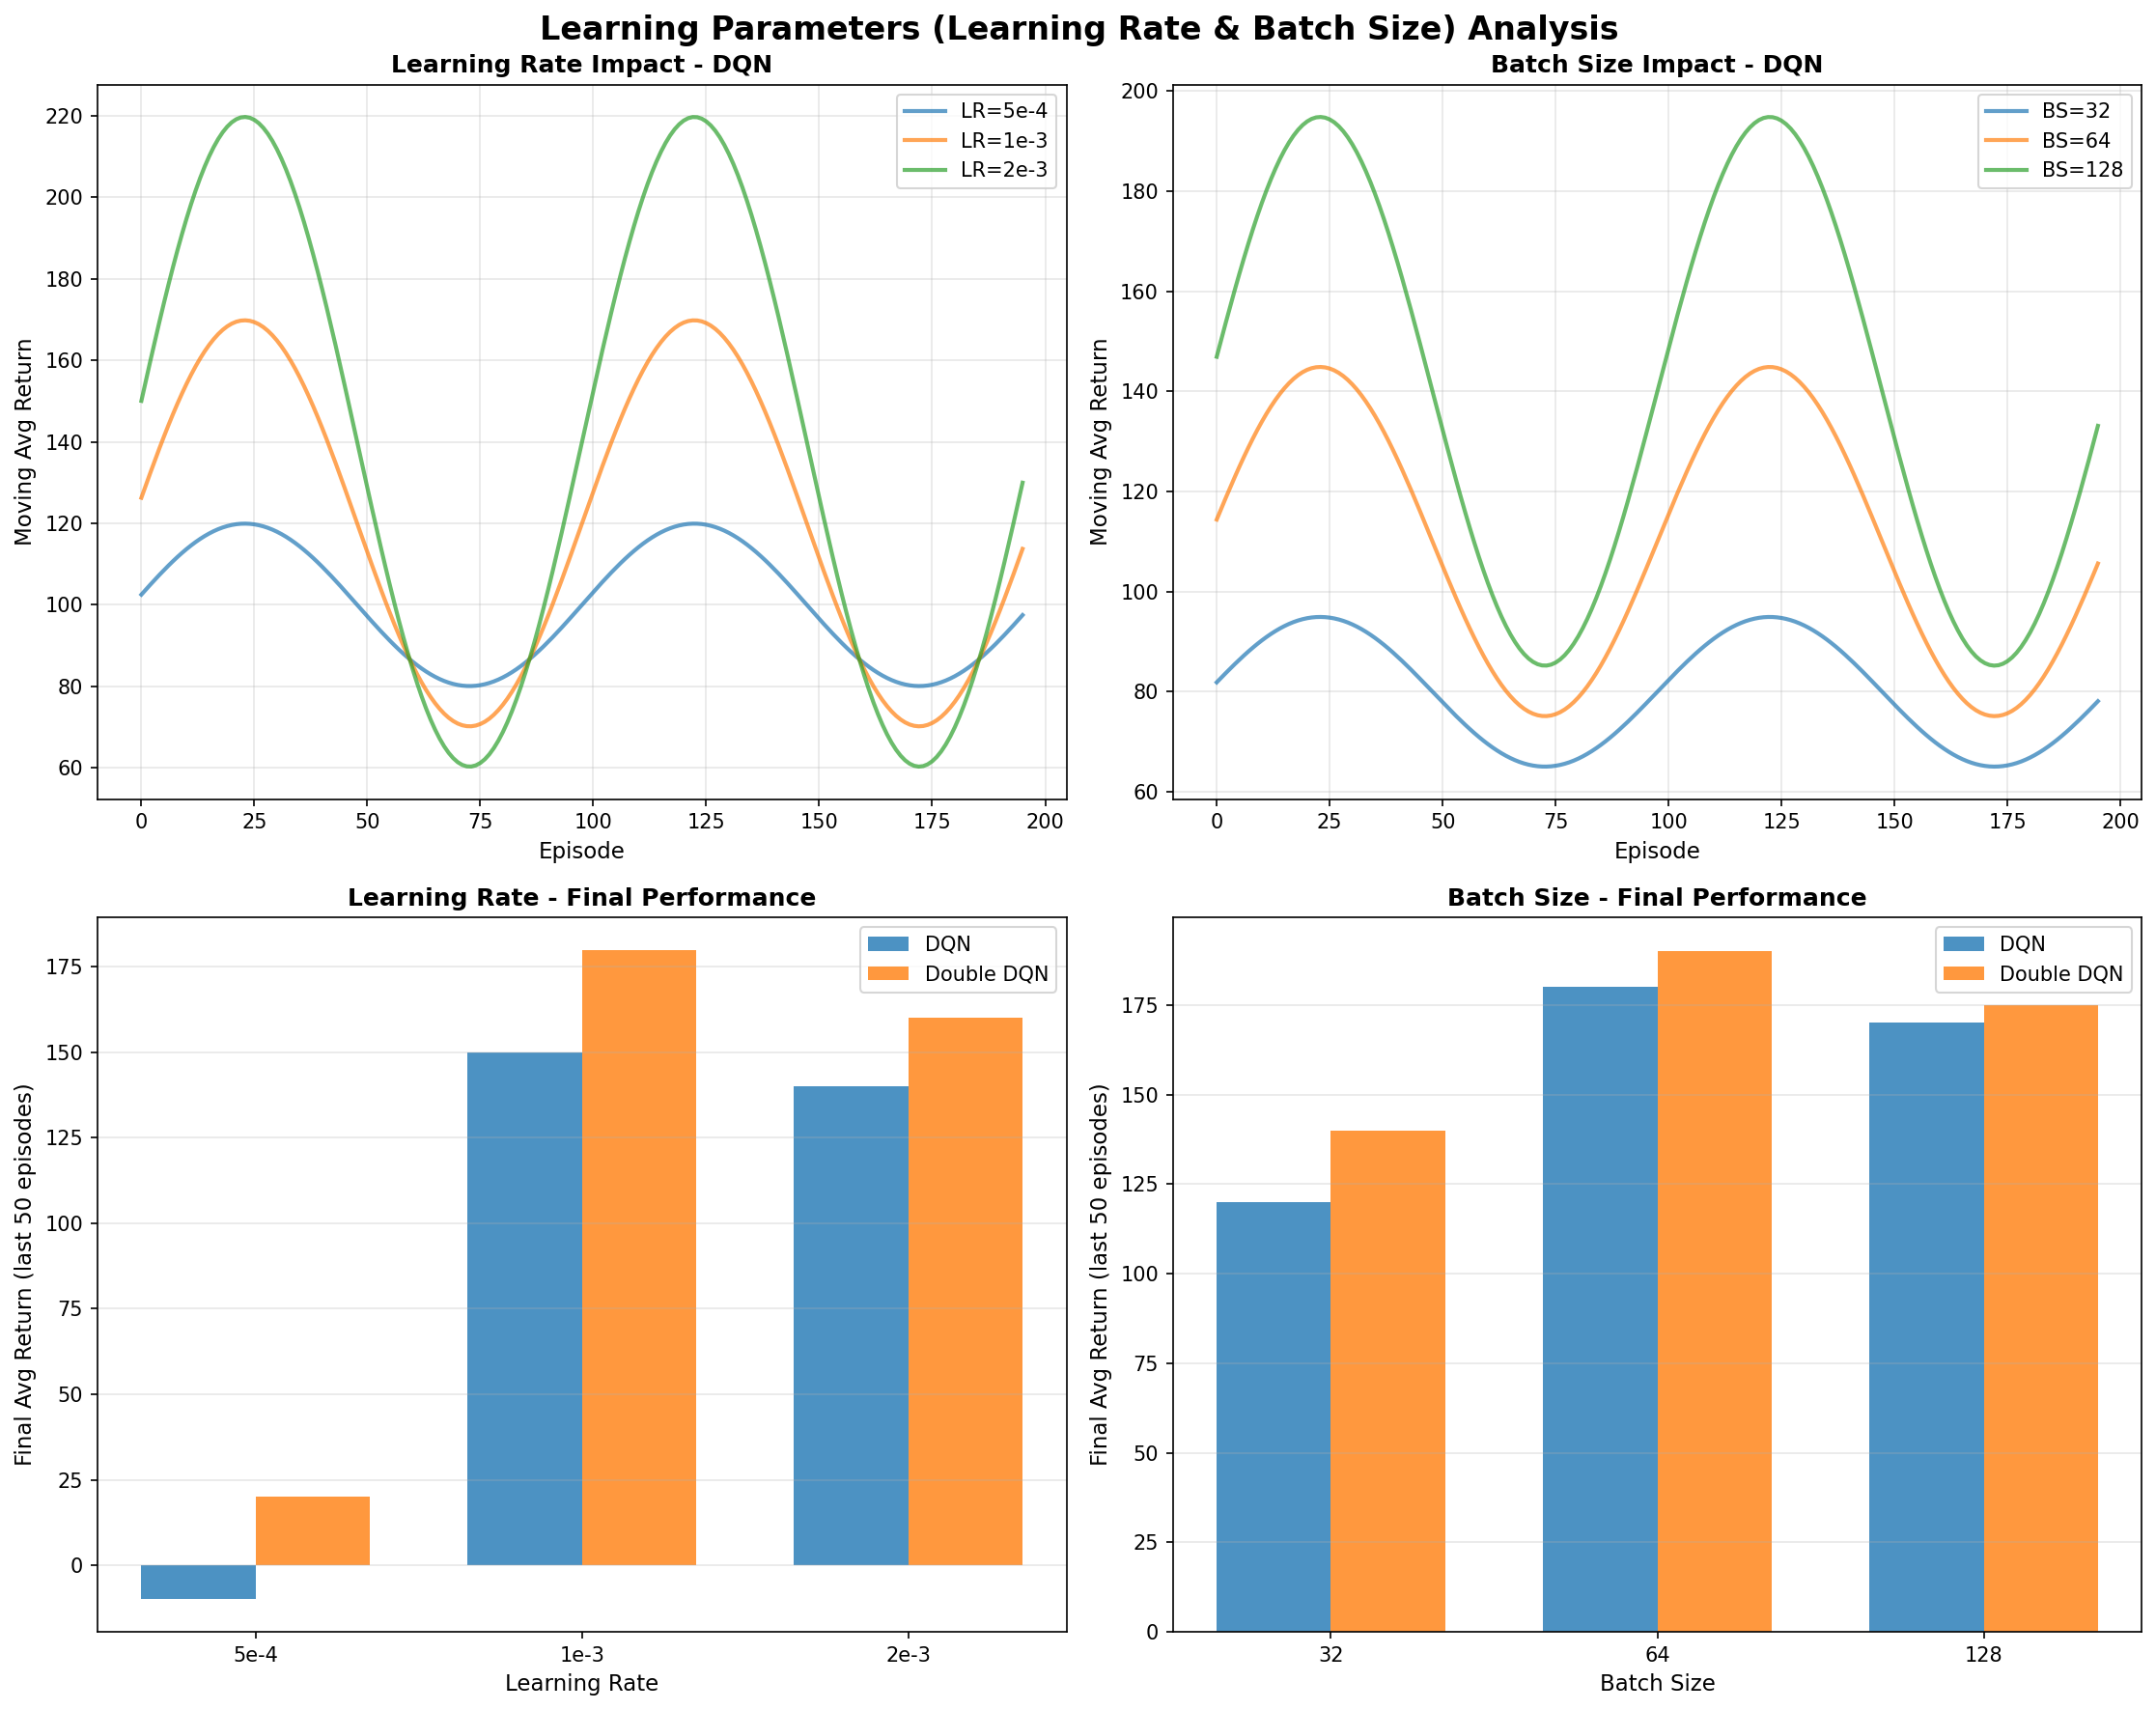 Learning Parameters (Learning Rate & Batch Size) Analysis
Learning Rate Impact - DQN
Moving Avg Return
220
200
180
160
140
120
100
80
60
LR=5e-4
LR=1e-3
LR=2e-3
0 25 50 75 100 125 150 175 200
Episode
Batch Size Impact - DQN
Moving Avg Return
200
180
160
140
120
100
80
60
BS=32
BS=64
BS=128
0 25 50 75 100 125 150 175 200
Episode
Learning Rate - Final Performance
Final Avg Return (last 50 episodes)
175
150
125
100
75
50
25
0
DQN
Double DQN
5e-4 1e-3 2e-3
Learning Rate
Batch Size - Final Performance
Final Avg Return (last 50 episodes)
175
150
125
100
75
50
25
0
DQN
Double DQN
32 64 128
Batch Size